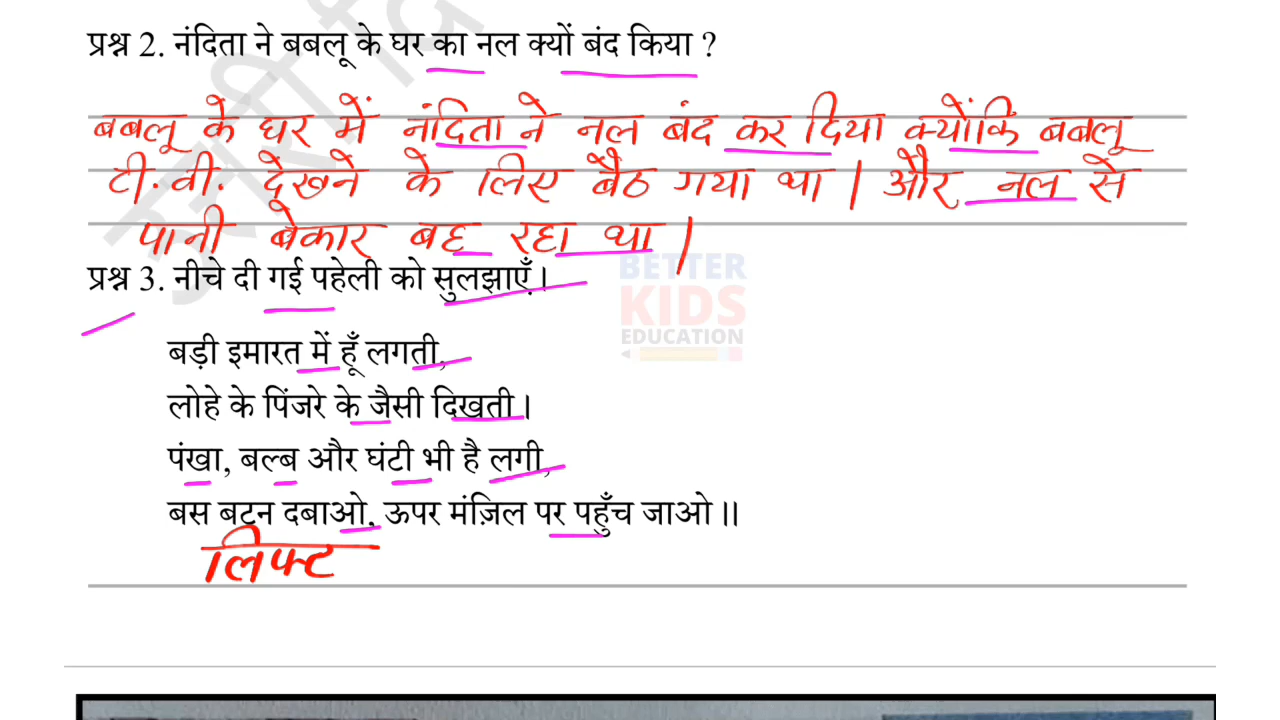 प्रश्न 2. नंदिता ने बबलू के घर का नल क्यों बंद किया ?
बबलू के घर में नंदिता ने नल बंद कर दिया क्योंकि बबलू
टी.वी. देखने के लिए बैठ गया था | और नल से
पानी बेकार बह रहा था |
प्रश्न 3. नीचे दी गई पहेली को सुलझाएँ।
बड़ी इमारत में हूँ लगती,
लोहे के पिंजरे के जैसी दिखती।
पंखा, बल्ब और घंटी भी है लगी,
बस बटन दबाओ, ऊपर मंज़िल पर पहुँच जाओ॥
लिफ्ट
BETTER
KIDS
EDUCATION